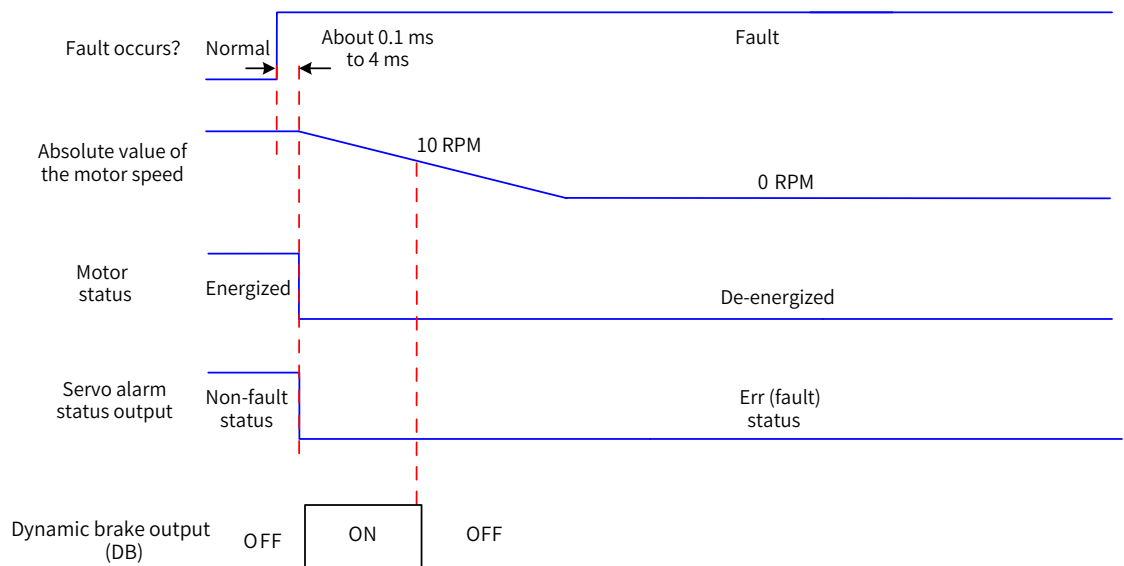 Fault occurs?
Normal
About 0.1 ms
to 4 ms
Fault
Absolute value of
the motor speed
10 RPM
0 RPM
Motor
status
Energized
De-energized
Servo alarm
status output
Non-fault
status
Err (fault)
status
Dynamic brake output
(DB)
OFF
ON
OFF